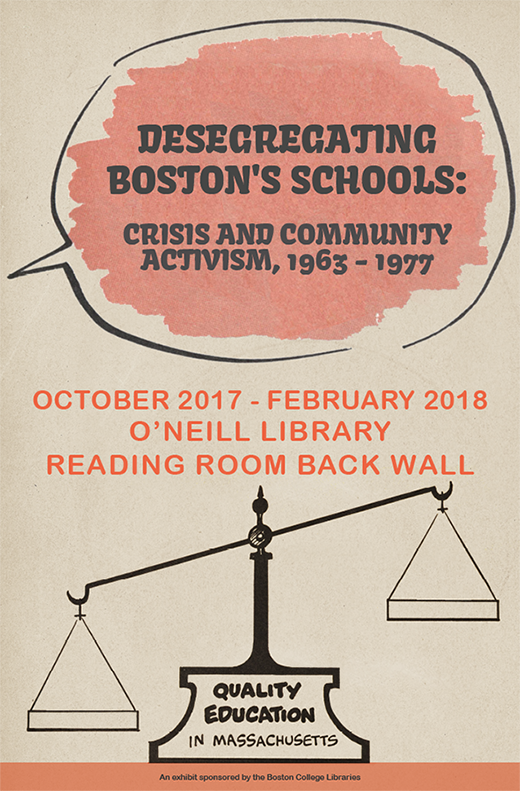 DESEGREGATING
BOSTON'S SCHOOLS:
CRISIS AND COMMUNITY
ACTIVISM, 1963 – 1977
OCTOBER 2017 - FEBRUARY 2018
O’NEILL LIBRARY
READING ROOM BACK WALL
QUALITY
EDUCATION
IN MASSACHUSETTS
An exhibit sponsored by the Boston College Libraries